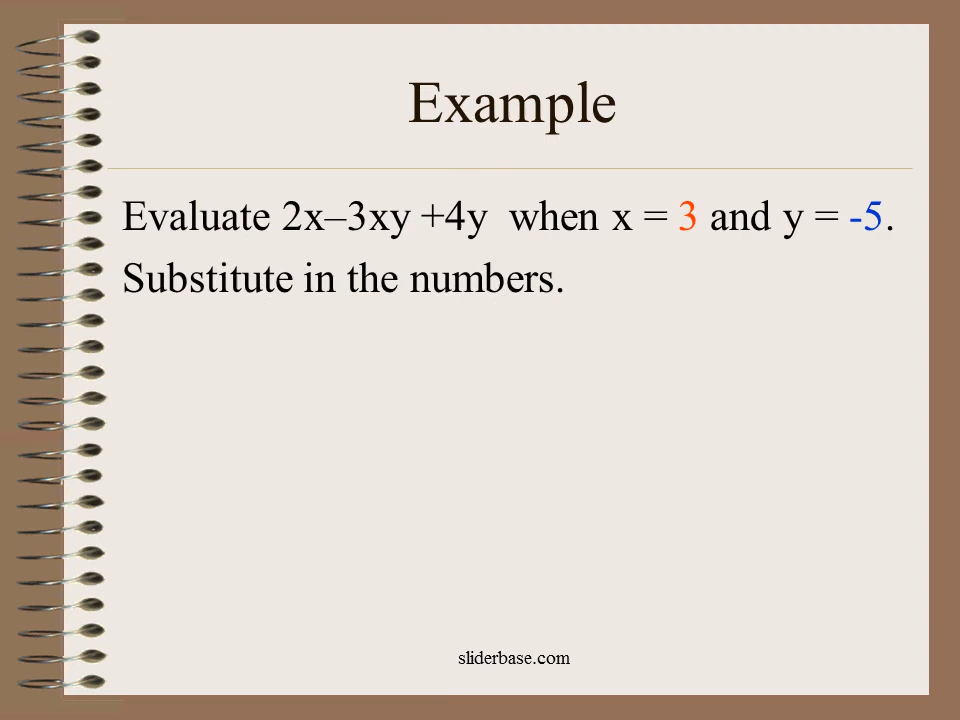 Example
Evaluate 2x–3xy +4y when x = 3 and y = -5.
Substitute in the numbers.
sliderbase.com